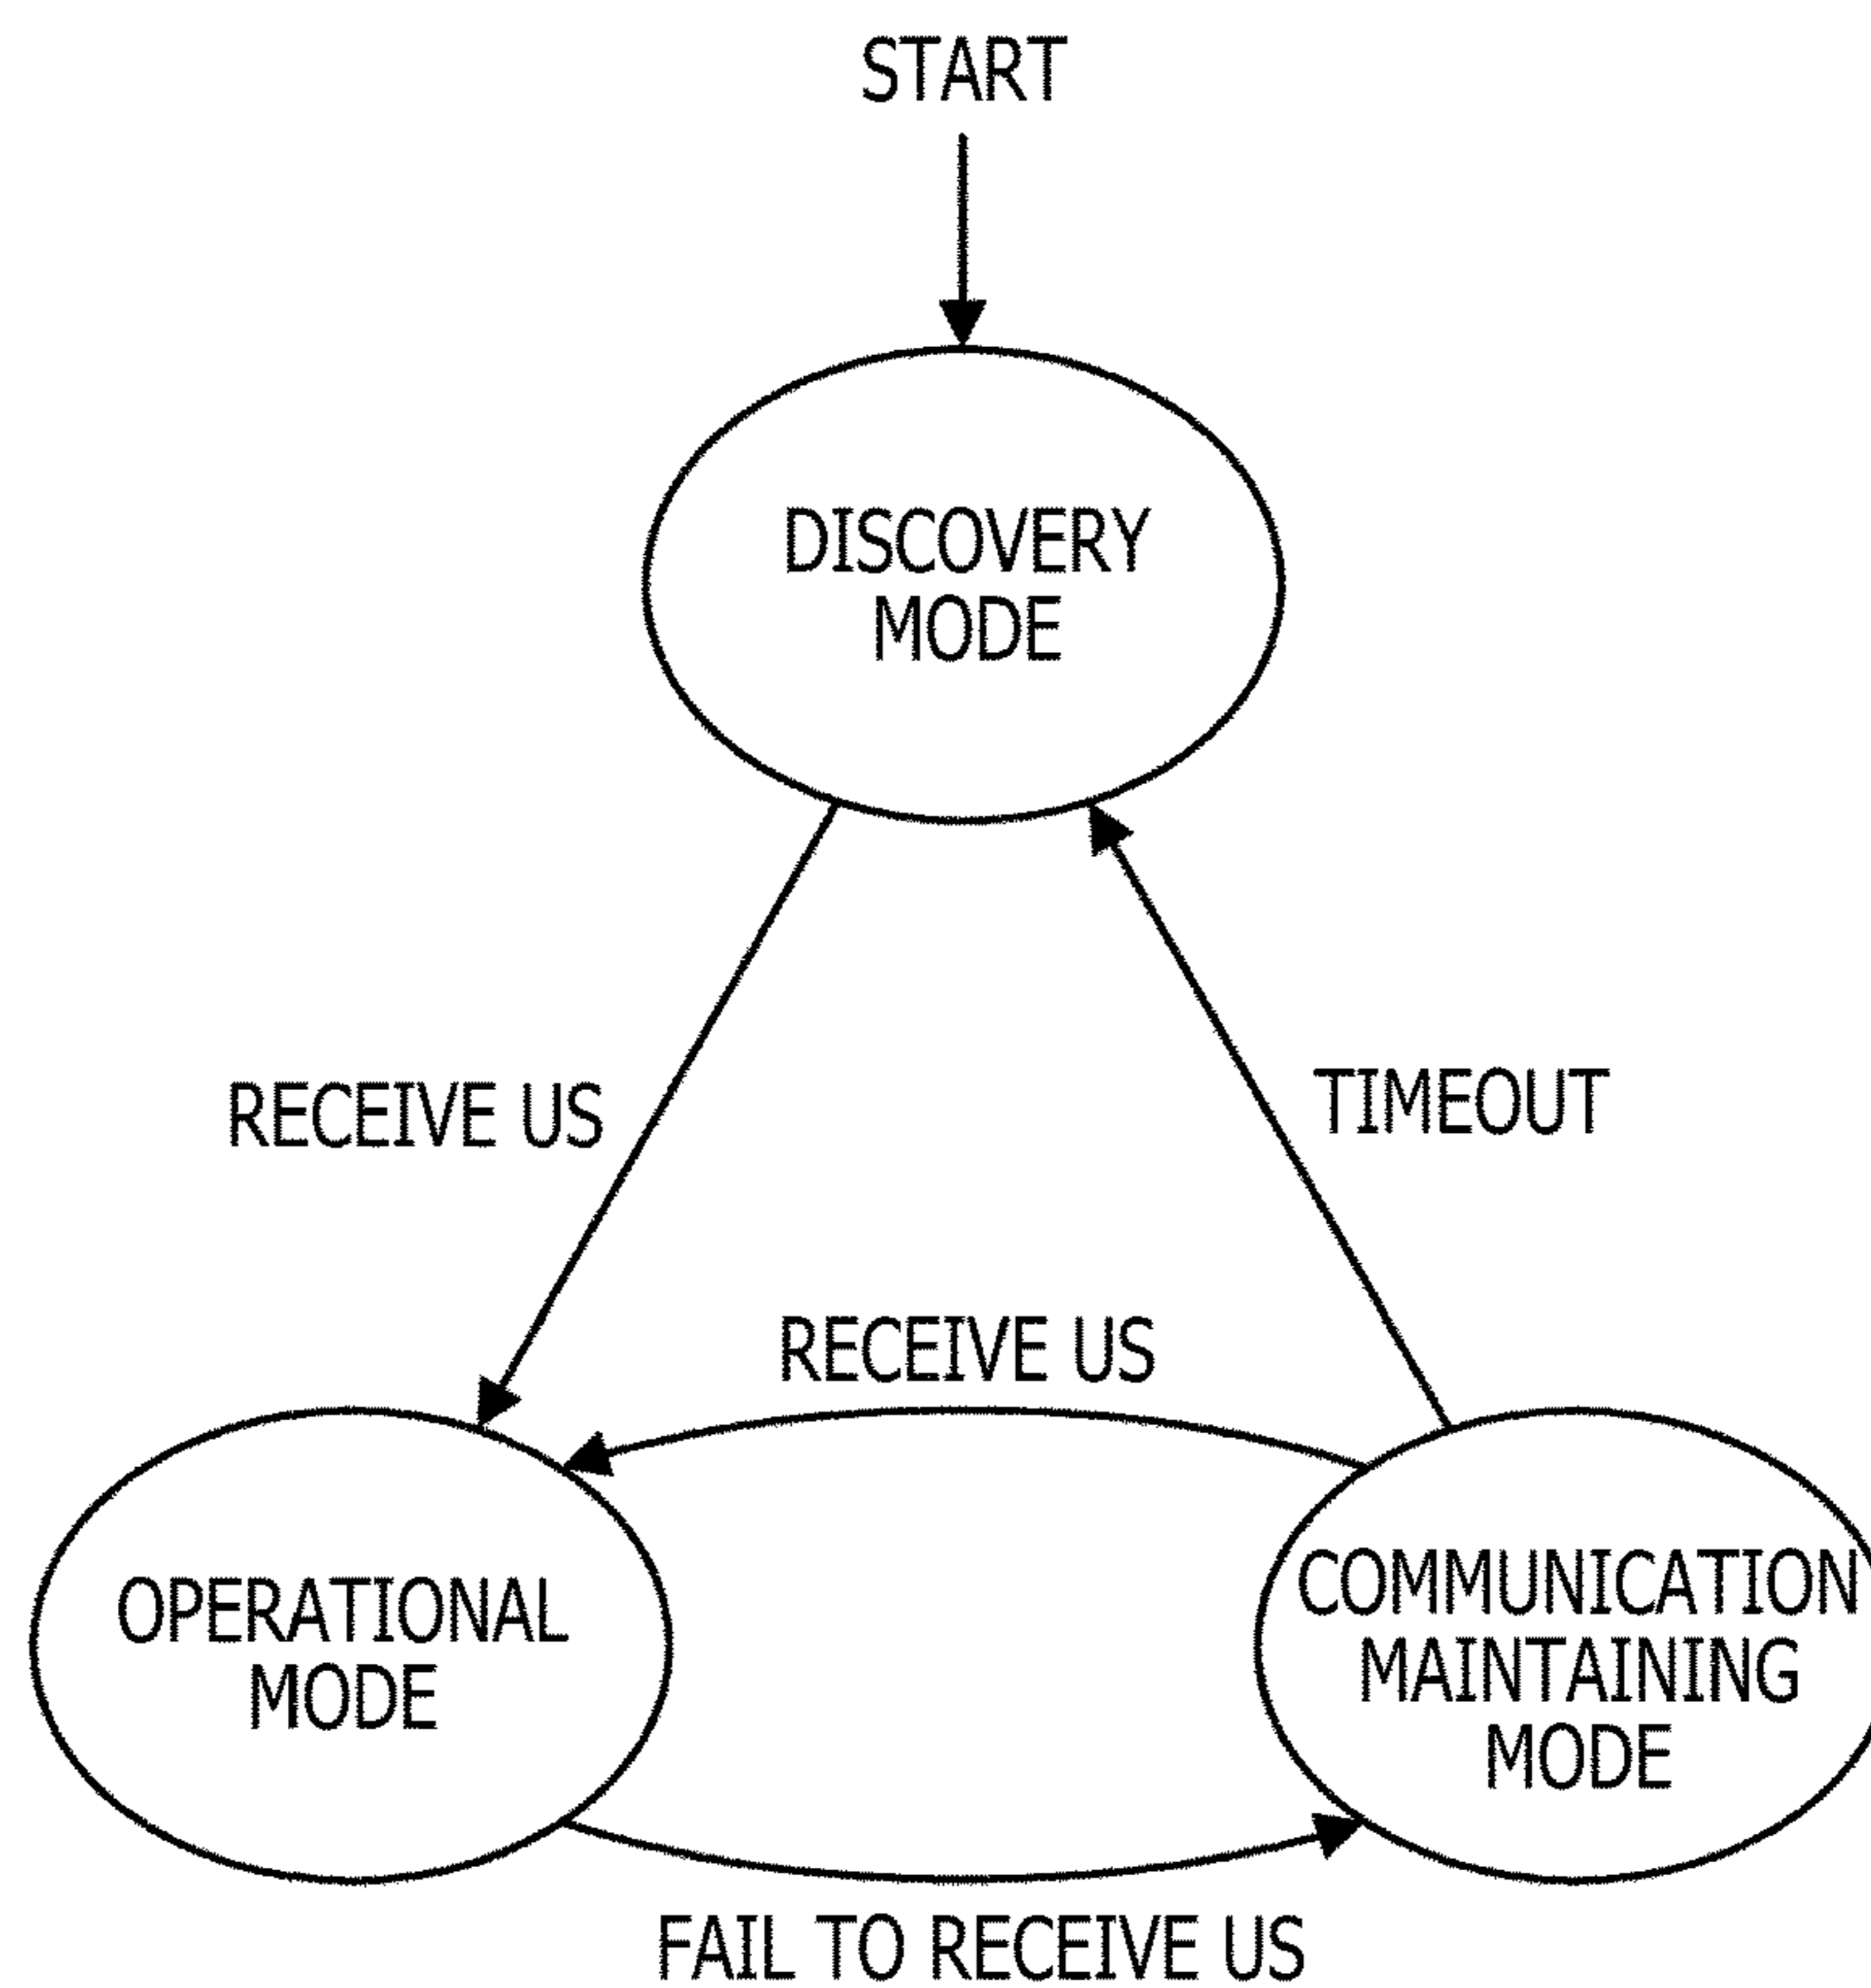 START
DISCOVERY
MODE
RECEIVE US
TIMEOUT
RECEIVE US
OPERATIONAL
MODE
COMMUNICATION
MAINTAINING
MODE
FAIL TO RECEIVE US